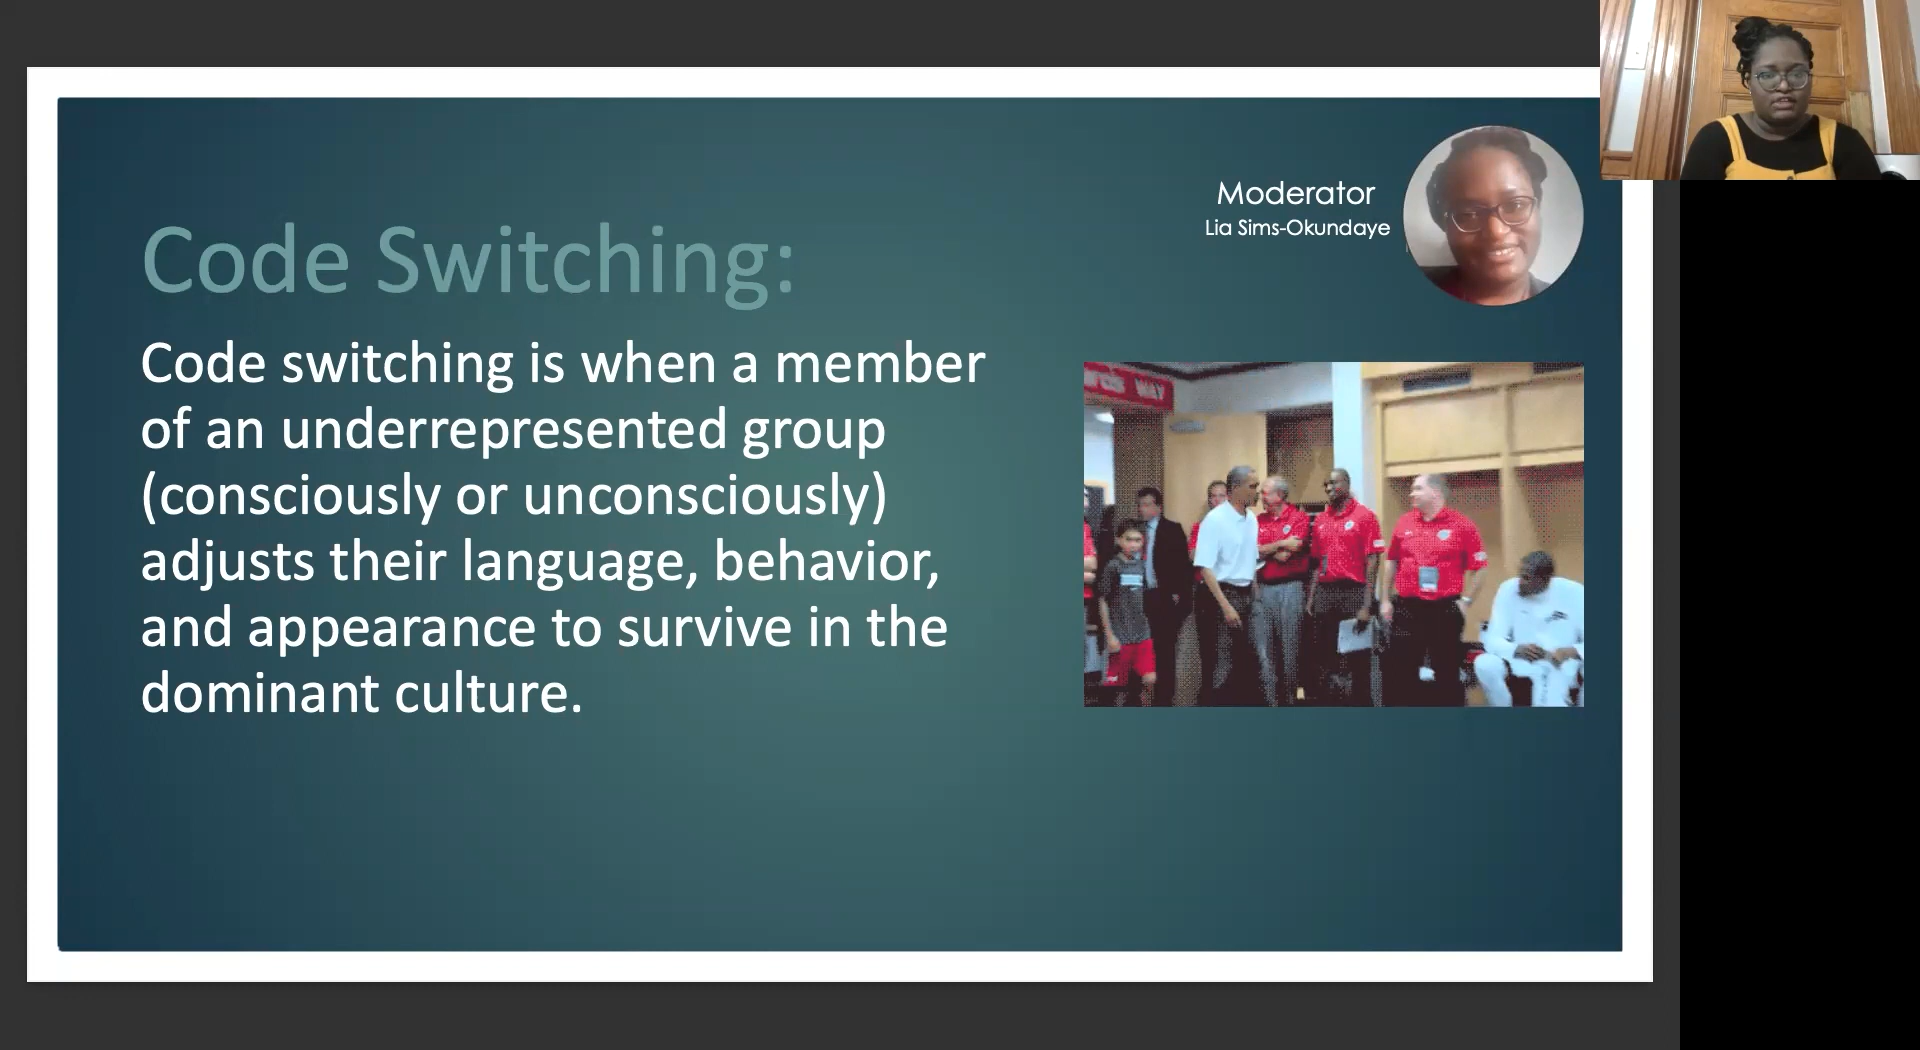 Moderator
Lia Sims-Okundaye
Code Switching:
Code switching is when a member
of an underrepresented group
(consciously or unconsciously)
adjusts their language, behavior,
and appearance to survive in the
dominant culture.
WAY